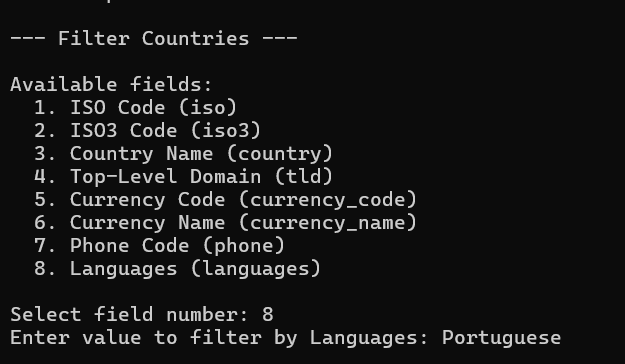 --- Filter Countries ---
Available fields:
1. ISO Code (iso)
2. ISO3 Code (iso3)
3. Country Name (country)
4. Top-Level Domain (tld)
5. Currency Code (currency_code)
6. Currency Name (currency_name)
7. Phone Code (phone)
8. Languages (languages)
Select field number: 8
Enter value to filter by Languages: Portuguese